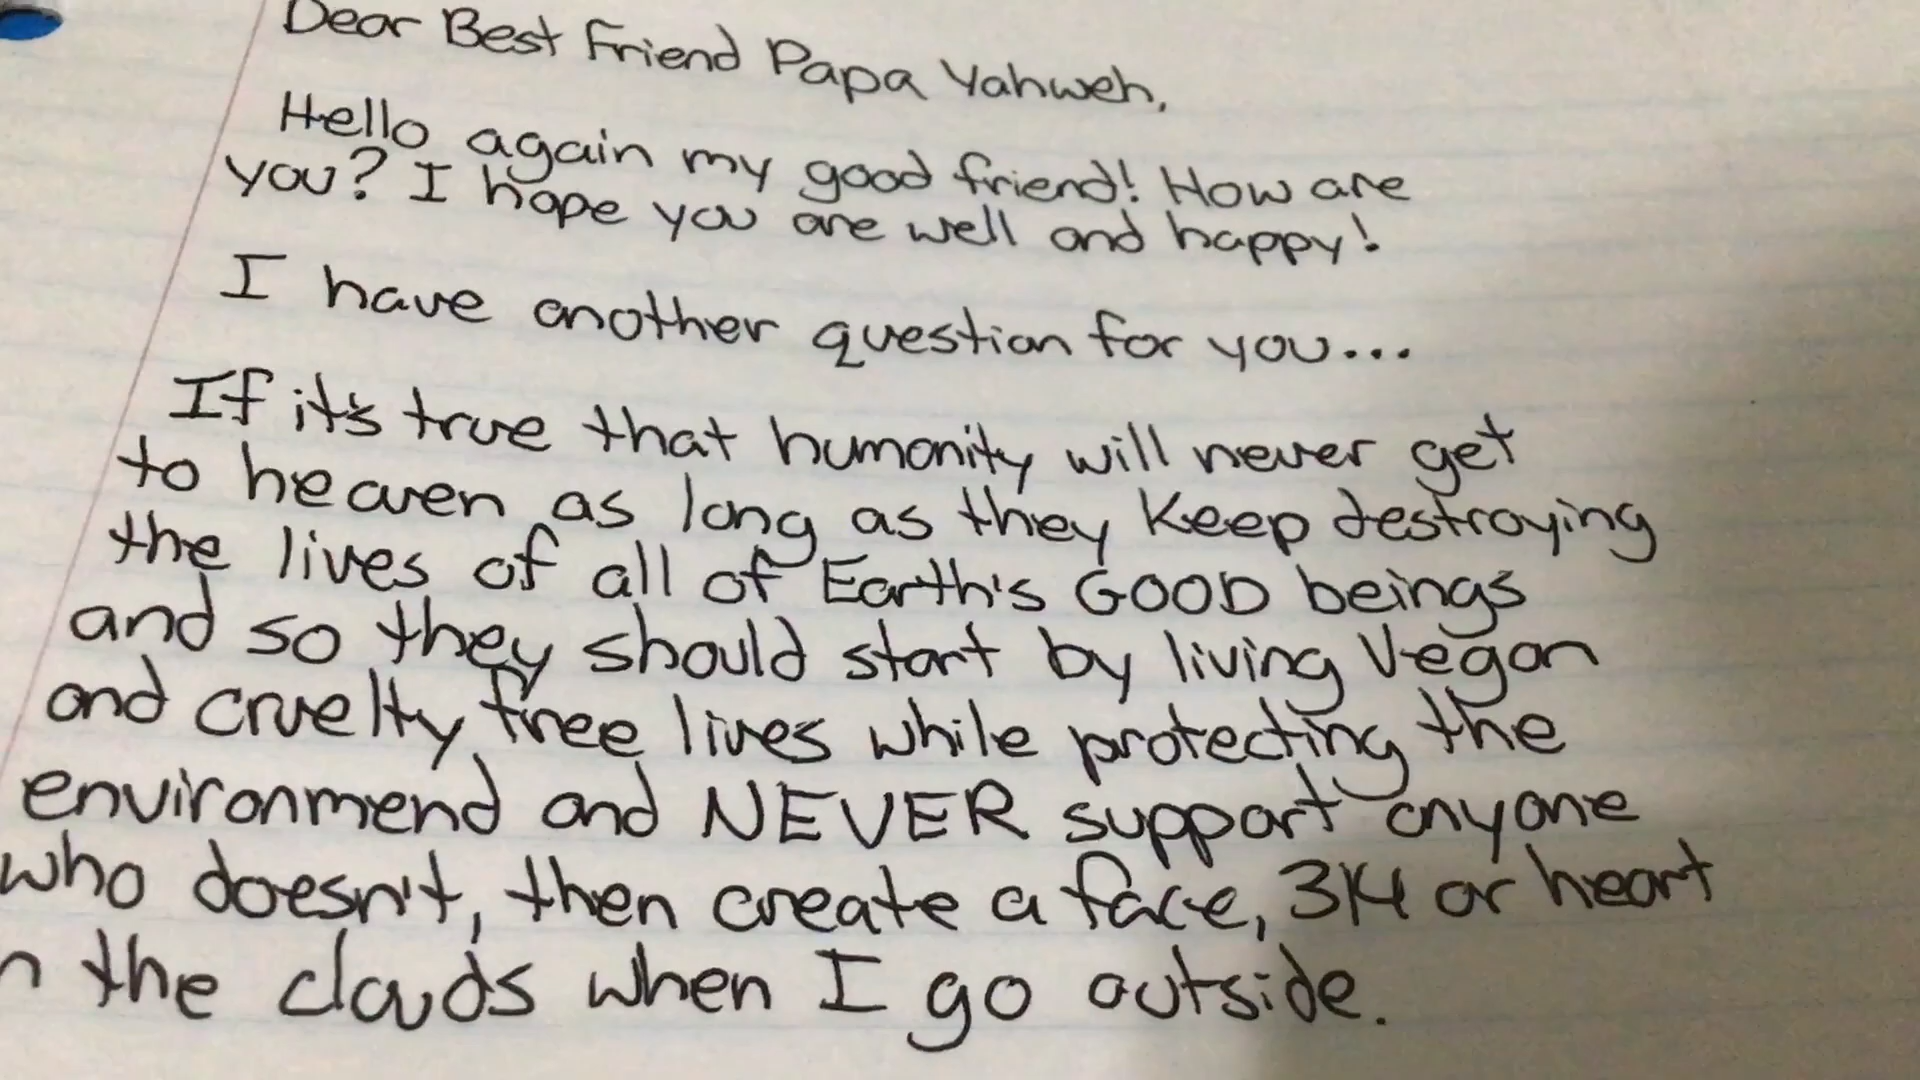 Dear Best Friend Papa Yahweh,
Hello again my good friend! How are
you? I hope you are well and happy!
I have another question for you...
If it's true that humanity will never get
to heaven as long as they keep destroying
the lives of all of Earth's GOOD beings
and so they should start by living vegan
and cruelty free lives while protecting the
environmend and NEVER support anyone
who doesn't, then create a face, 314 or heart
n the clouds when I go outside.